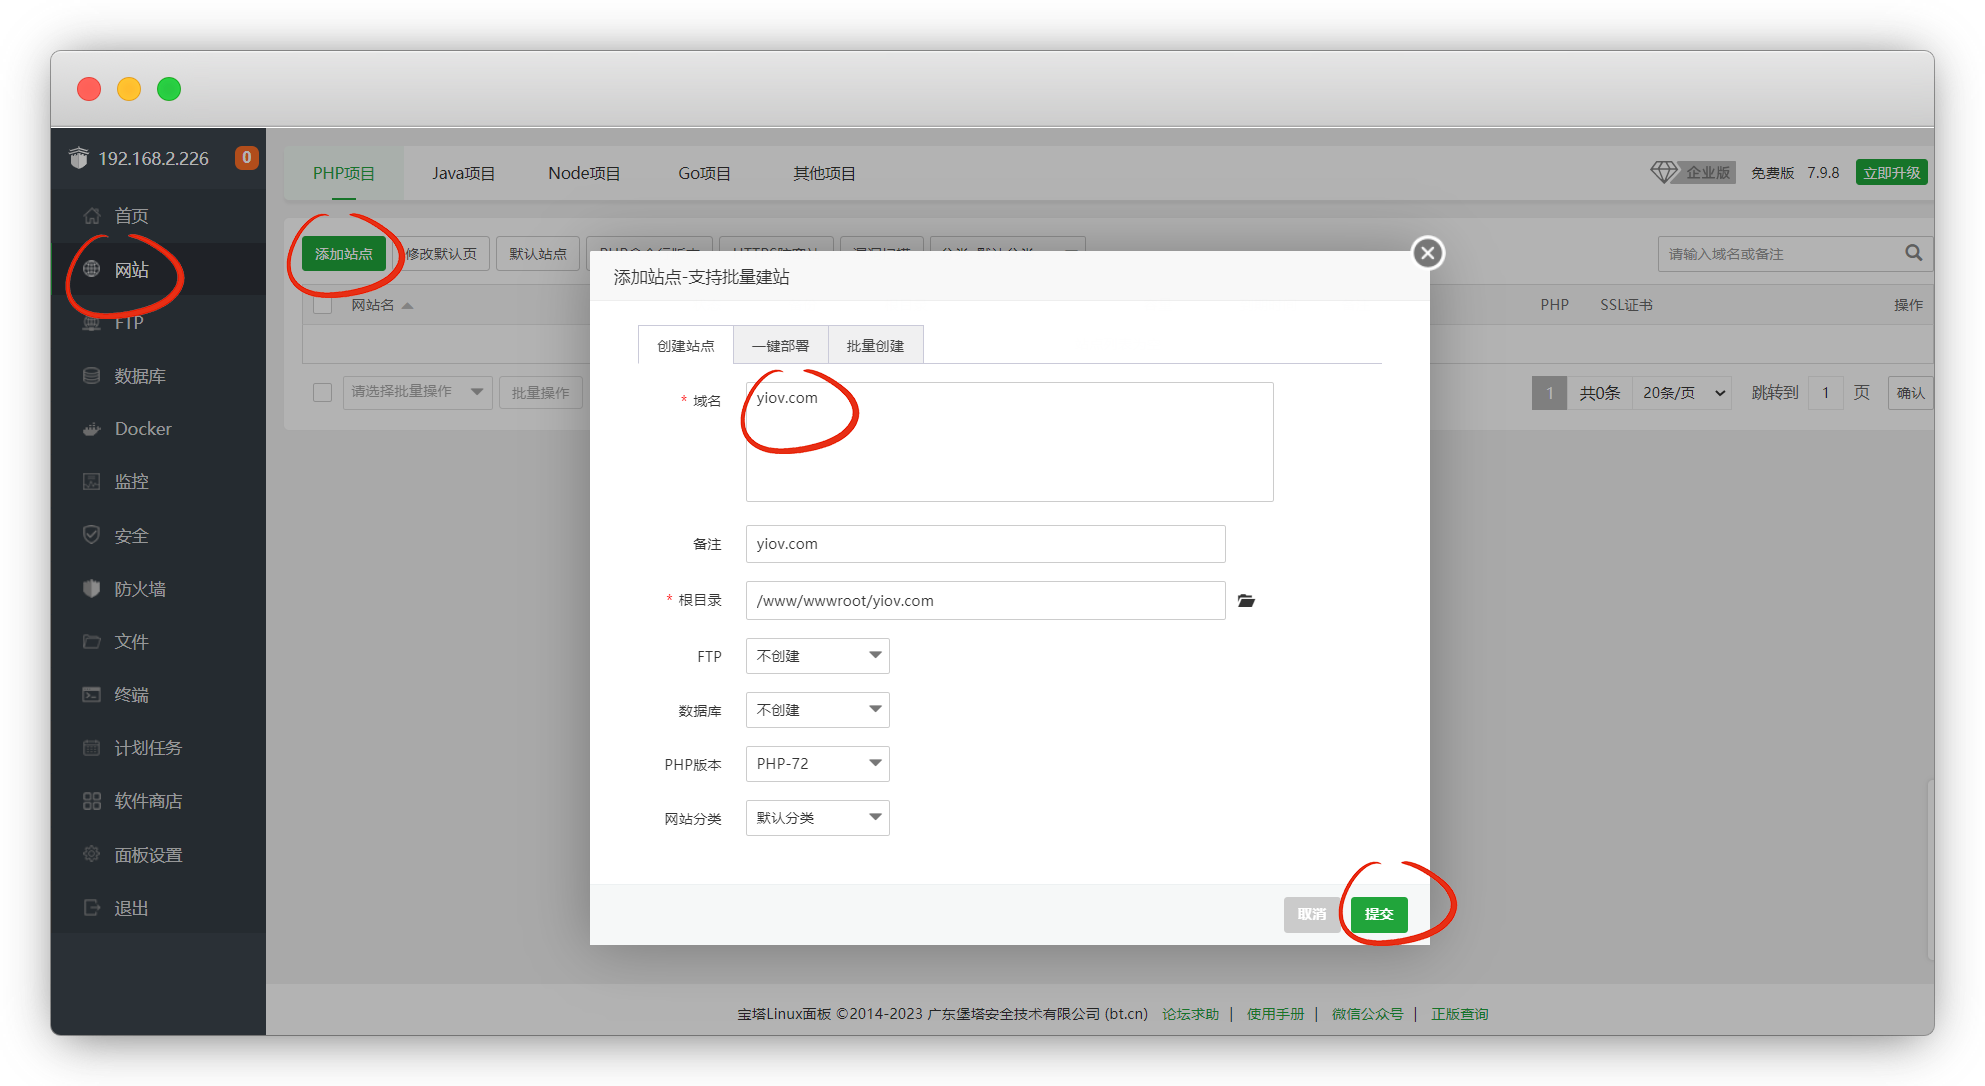 192.168.2.226 0
首页
网站
FTP
数据库
Docker
监控
安全
防火墙
文件
终端
计划任务
软件商店
面板设置
退出
PHP项目 Java项目 Node项目 Go项目 其他项目
企业版 免费版 7.9.8 立即升级
添加站点 修改默认页 默认站点
请输入域名或备注
网站名 PHP SSL证书 操作
请选择批量操作 批量操作
1 共0条 20条/页 跳转到 1 页 确认
添加站点-支持批量建站
创建站点 一键部署 批量创建
* 域名 yiov.com
备注 yiov.com
* 根目录 /www/wwwroot/yiov.com
FTP 不创建
数据库 不创建
PHP版本 PHP-72
网站分类 默认分类
取消 提交
宝塔Linux面板 ©2014-2023 广东堡塔安全技术有限公司 (bt.cn) 论坛求助 | 使用手册 | 微信公众号 | 正版查询